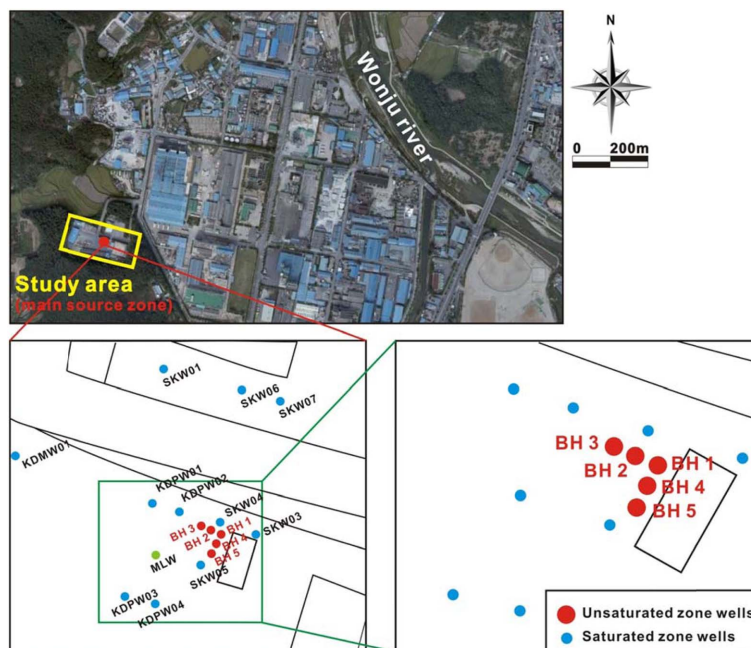 N
0 200m
Wonju river
Study area
(main source zone)
SKW01
SKW06
SKW07
KDMW01
KDPW01
KDPW02
SKW04
BH 3
BH 1
SKW03
BH 2
BH 4
BH 5
MLW
SKW05
KDPW03
KDPW04
BH 3
BH 2
BH 1
BH 4
BH 5
Unsaturated zone wells
Saturated zone wells